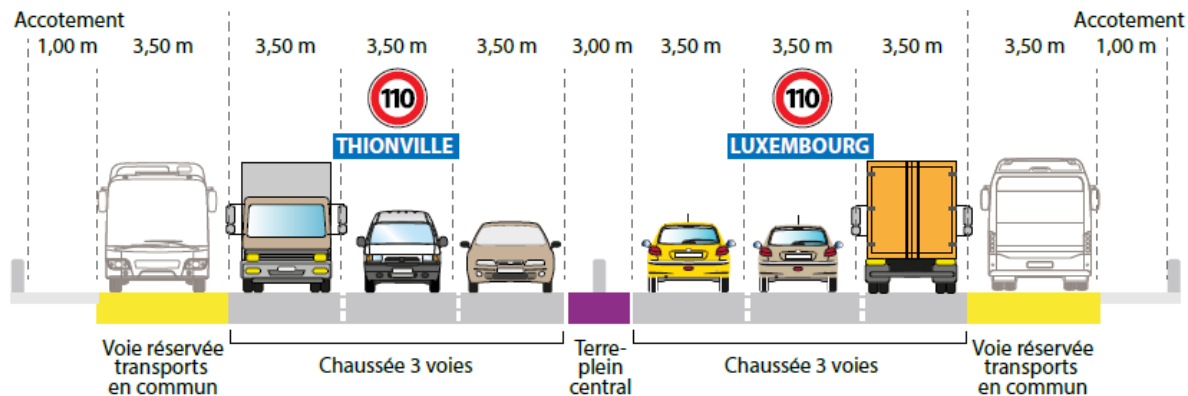 Accotement
Accotement
1,00 m 3,50 m 3,50 m 3,50 m 3,50 m 3,00 m 3,50 m 3,50 m 3,50 m 3,50 m 1,00 m
110
110
THIONVILLE
LUXEMBOURG
Voie réservée
transports
en commun
Chaussée 3 voies
Terre-
plein
central
Chaussée 3 voies
Voie réservée
transports
en commun